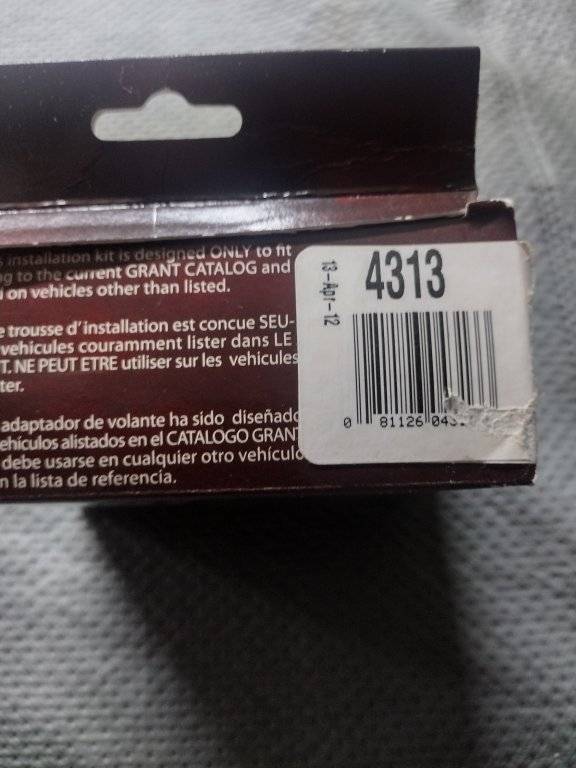 installation kit is designed ONLY to fit
to the current GRANT CATALOG and
on vehicles other than listed.
trousse d'installation est concue SEU-
vehicules couramment lister dans LE
T. NE PEUT ETRE utiliser sur les vehicules
ter.
adaptador de volante ha sido diseñado
ehículos alistados en el CATALOGO GRANT
debe usarse en cualquier otro vehículo
n la lista de referencia.
13-Apr-12
4313
0 81126 043